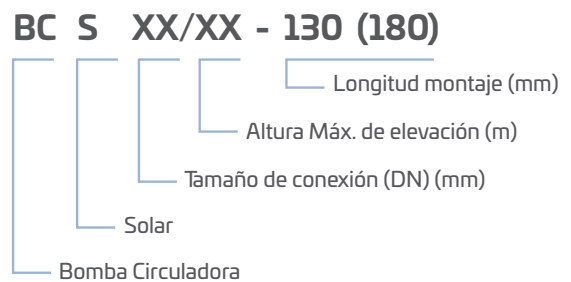 BC S XX/XX - 130 (180)
Longitud montaje (mm)
Altura Máx. de elevación (m)
Tamaño de conexión (DN) (mm)
Solar
Bomba Circuladora